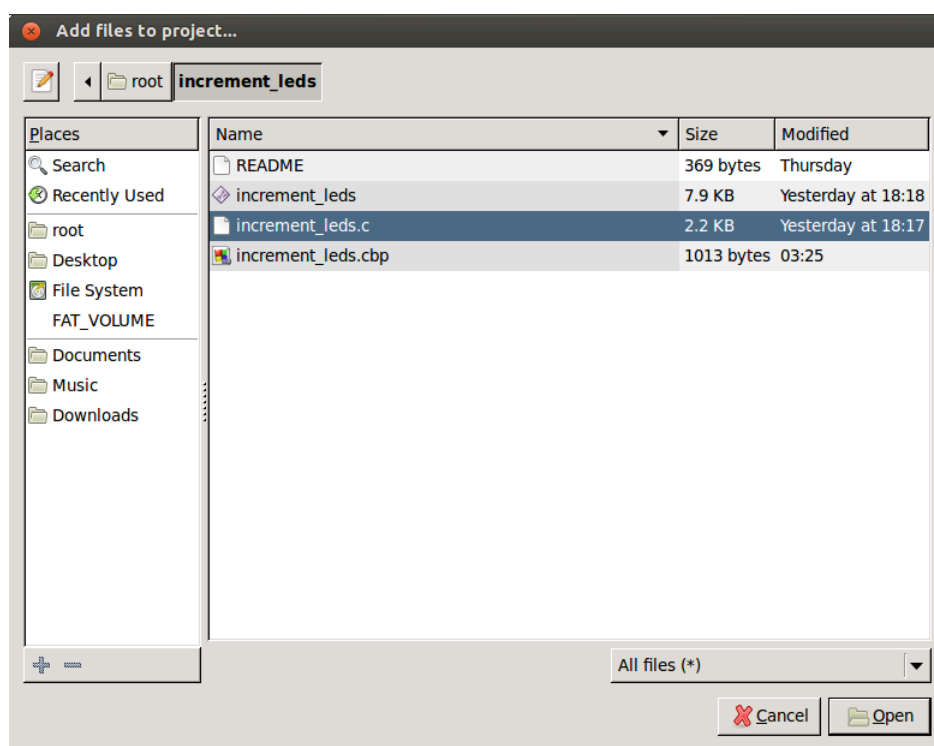 Add files to project...
root increment_leds
Places Name Size Modified
Search README 369 bytes Thursday
Recently Used increment_leds 7.9 KB Yesterday at 18:18
root increment_leds.c 2.2 KB Yesterday at 18:17
Desktop increment_leds.cbp 1013 bytes 03:25
File System
FAT_VOLUME
Documents
Music
Downloads
All files (*)
Cancel Open